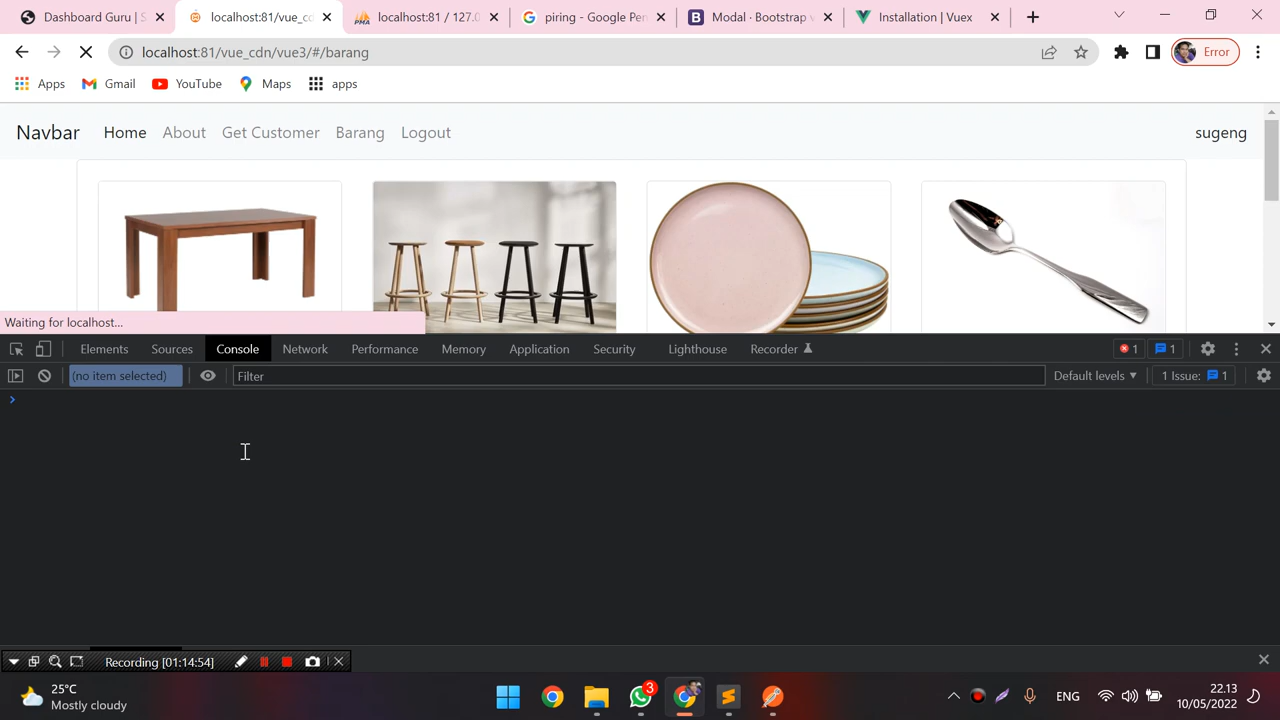 Dashboard Guru | S
localhost:81/vue_cd
localhost:81 / 127.0
piring - Google Pen
Modal · Bootstrap v
Installation | Vuex
localhost:81/vue_cdn/vue3/#/barang
Error
Apps
Gmail
YouTube
Maps
apps
Navbar
Home
About
Get Customer
Barang
Logout
sugeng
Waiting for localhost...
Elements
Sources
Console
Network
Performance
Memory
Application
Security
Lighthouse
Recorder
1
1
(no item selected)
Filter
Default levels
1 Issue:
1
Recording [01:14:54]
25°C
Mostly cloudy
3
ENG
22.13
10/05/2022